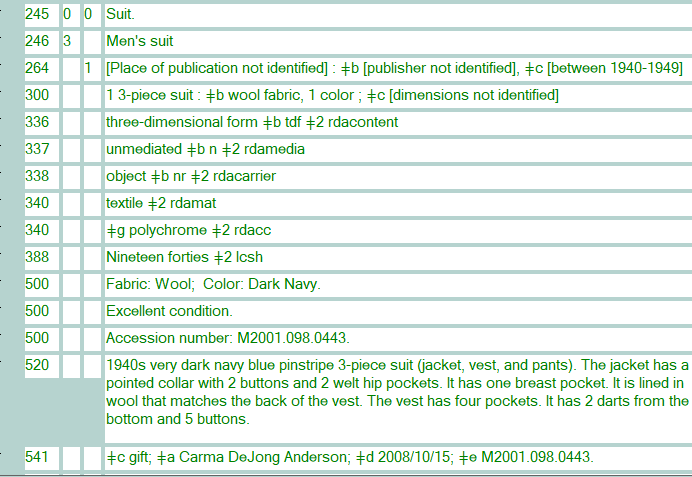 245 0 0 Suit.
246 3 Men's suit
264 1 [Place of publication not identified] : ǂb [publisher not identified], ǂc [between 1940-1949]
300 1 3-piece suit : ǂb wool fabric, 1 color ; ǂc [dimensions not identified]
336 three-dimensional form ǂb tdf ǂ2 rdacontent
337 unmediated ǂb n ǂ2 rdamedia
338 object ǂb nr ǂ2 rdacarrier
340 textile ǂ2 rdamat
340 ǂg polychrome ǂ2 rdacc
388 Nineteen forties ǂ2 lcsh
500 Fabric: Wool;  Color: Dark Navy.
500 Excellent condition.
500 Accession number: M2001.098.0443.
520 1940s very dark navy blue pinstripe 3-piece suit (jacket, vest, and pants). The jacket has a
pointed collar with 2 buttons and 2 welt hip pockets. It has one breast pocket. It is lined in
wool that matches the back of the vest. The vest has four pockets. It has 2 darts from the
bottom and 5 buttons.
541 ǂc gift; ǂa Carma DeJong Anderson; ǂd 2008/10/15; ǂe M2001.098.0443.